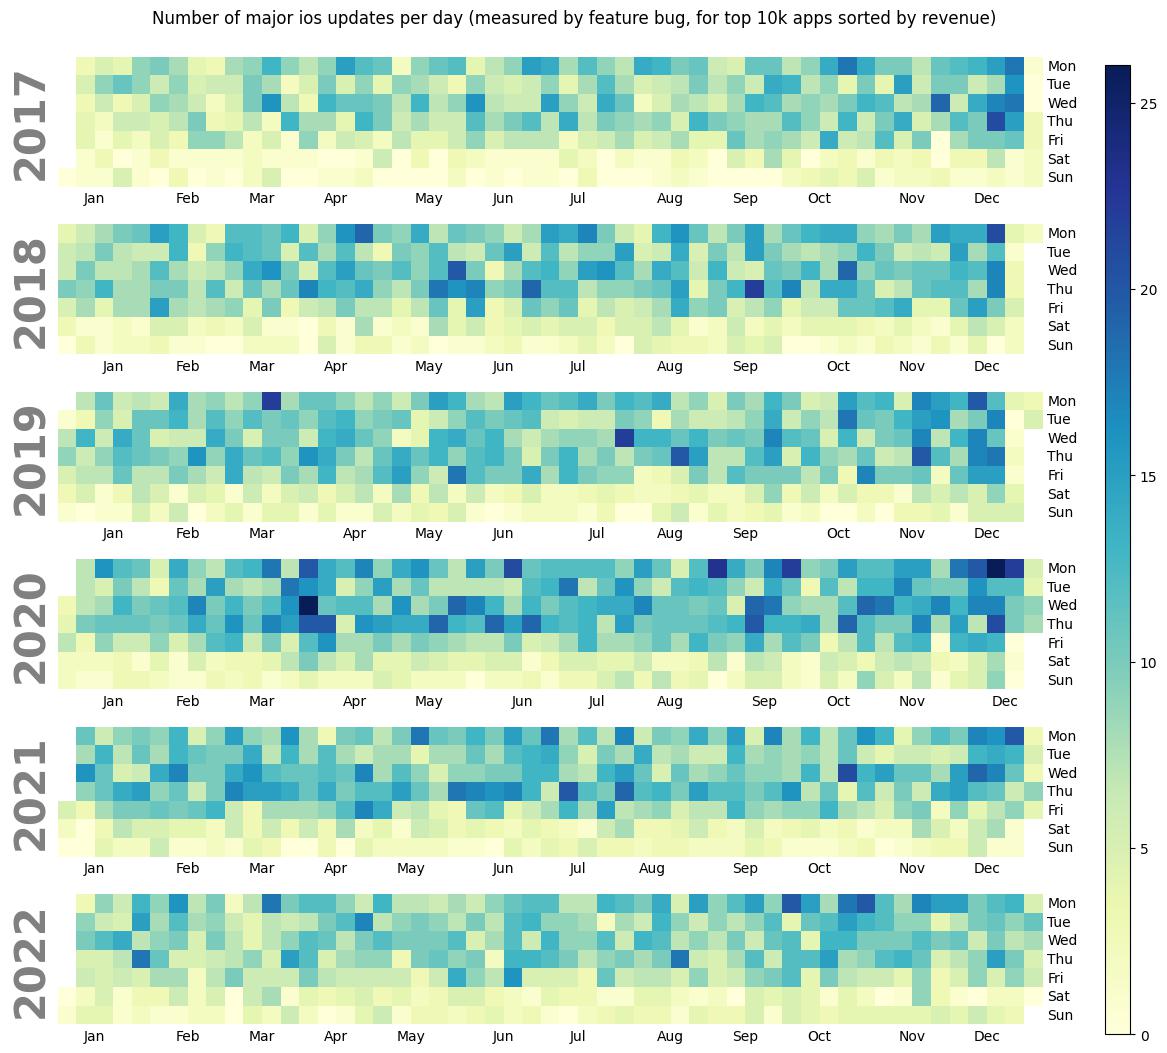 Number of major ios updates per day (measured by feature bug, for top 10k apps sorted by revenue)
2017
Mon
Tue
Wed
Thu
Fri
Sat
Sun
Jan Feb Mar Apr May Jun Jul Aug Sep Oct Nov Dec
2018
Mon
Tue
Wed
Thu
Fri
Sat
Sun
Jan Feb Mar Apr May Jun Jul Aug Sep Oct Nov Dec
2019
Mon
Tue
Wed
Thu
Fri
Sat
Sun
Jan Feb Mar Apr May Jun Jul Aug Sep Oct Nov Dec
2020
Mon
Tue
Wed
Thu
Fri
Sat
Sun
Jan Feb Mar Apr May Jun Jul Aug Sep Oct Nov Dec
2021
Mon
Tue
Wed
Thu
Fri
Sat
Sun
Jan Feb Mar Apr May Jun Jul Aug Sep Oct Nov Dec
2022
Mon
Tue
Wed
Thu
Fri
Sat
Sun
Jan Feb Mar Apr May Jun Jul Aug Sep Oct Nov Dec
25
20
15
10
5
0